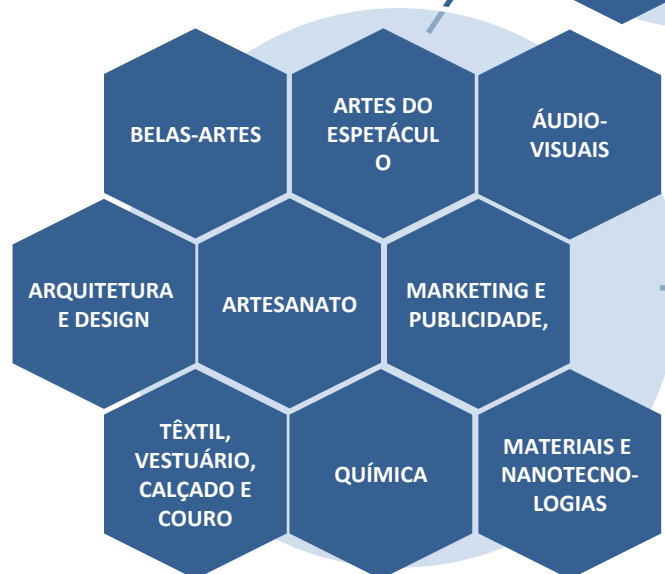 BELAS-ARTES
ARTES DO
ESPETÁCUL
O
ÁUDIO-
VISUAIS
ARQUITETURA
E DESIGN
ARTESANATO
MARKETING E
PUBLICIDADE,
TÊXTIL,
VESTUÁRIO,
CALÇADO E
COURO
QUÍMICA
MATERIAIS E
NANOTECNO-
LOGIAS